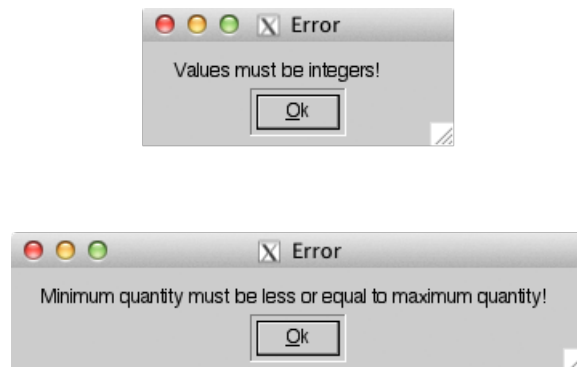 Error
Values must be integers!
Ok
Error
Minimum quantity must be less or equal to maximum quantity!
Ok